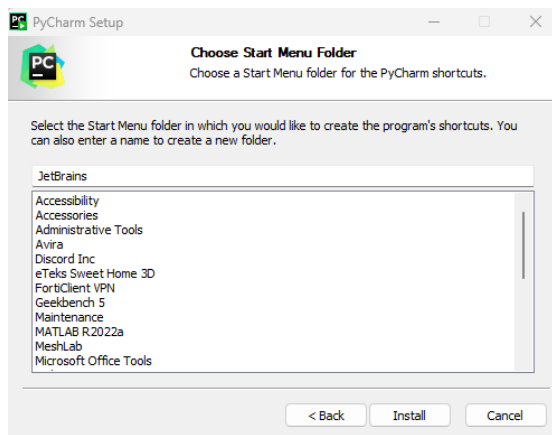 PyCharm Setup
Choose Start Menu Folder
Choose a Start Menu folder for the PyCharm shortcuts.
PC
Select the Start Menu folder in which you would like to create the program's shortcuts. You
can also enter a name to create a new folder.
JetBrains
Accessibility
Accessories
Administrative Tools
Avira
Discord Inc
eTeks Sweet Home 3D
FortiClient VPN
Geekbench 5
Maintenance
MATLAB R2022a
MeshLab
Microsoft Office Tools
< Back
Install
Cancel